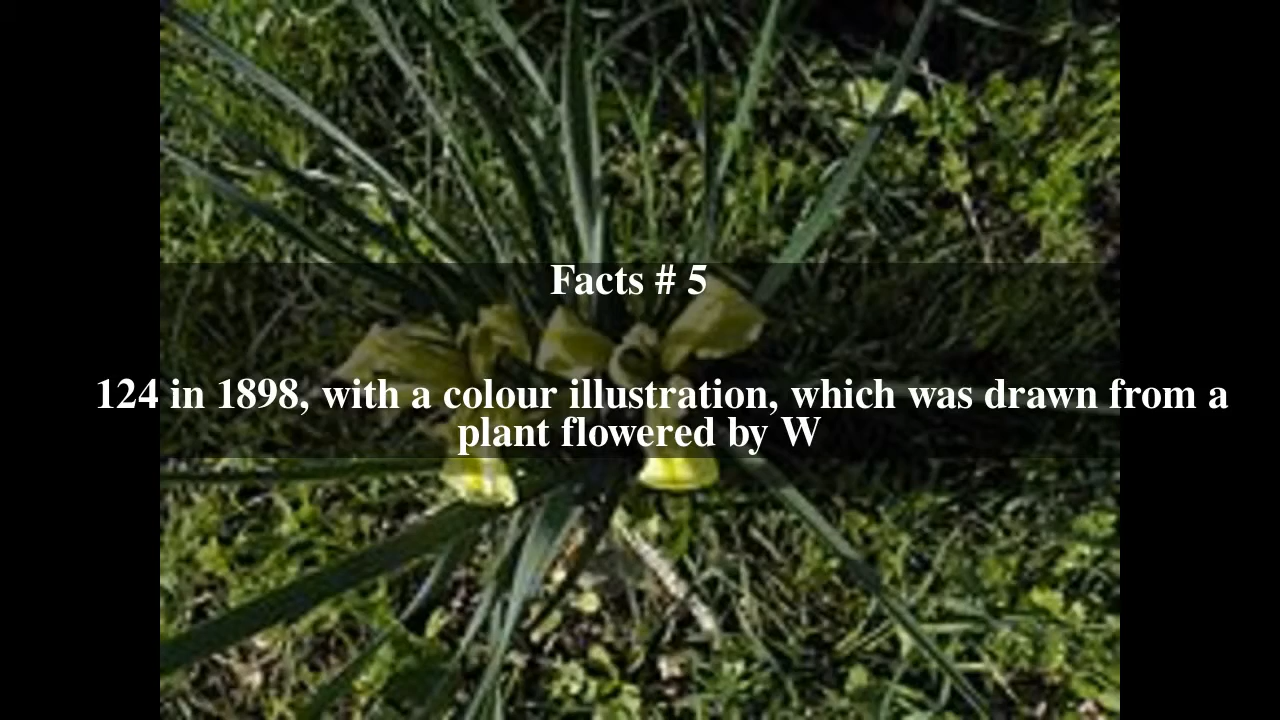 Facts # 5
124 in 1898, with a colour illustration, which was drawn from a
plant flowered by W